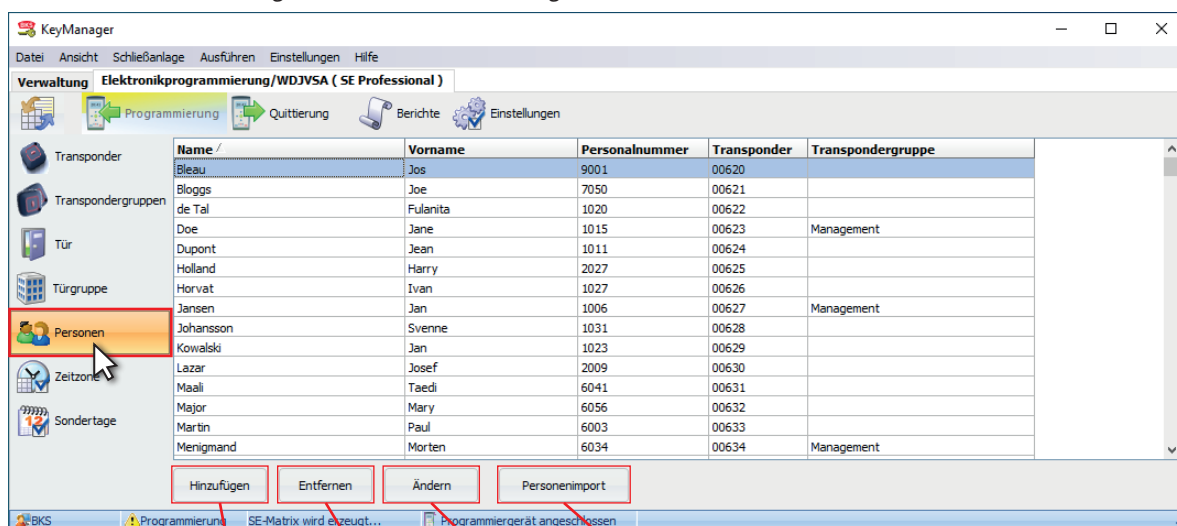 KeyManager
Datei Ansicht Schließanlage Ausführen Einstellungen Hilfe
Verwaltung Elektronikprogrammierung/WDJVSA ( SE Professional )
Programmierung Quittierung Berichte Einstellungen
Transponder
Transpondergruppen
Tür
Türgruppe
Personen
Zeitzone
Sondertage
Name Vorname Personalnummer Transponder Transpondergruppe
Bleau Jos 9001 00620
Bloggs Joe 7050 00621
de Tal Fulanita 1020 00622
Doe Jane 1015 00623 Management
Dupont Jean 1011 00624
Holland Harry 2027 00625
Horvat Ivan 1027 00626
Jansen Jan 1006 00627 Management
Johansson Svenne 1031 00628
Kowalski Jan 1023 00629
Lazar Josef 2009 00630
Maali Taedi 6041 00631
Major Mary 6056 00632
Martin Paul 6003 00633
Menigmand Morten 6034 00634 Management
Hinzufügen Entfernen Ändern Personenimport
BKS Programmierung SE-Matrix wird erzeugt... Programmiergerät angeschlossen